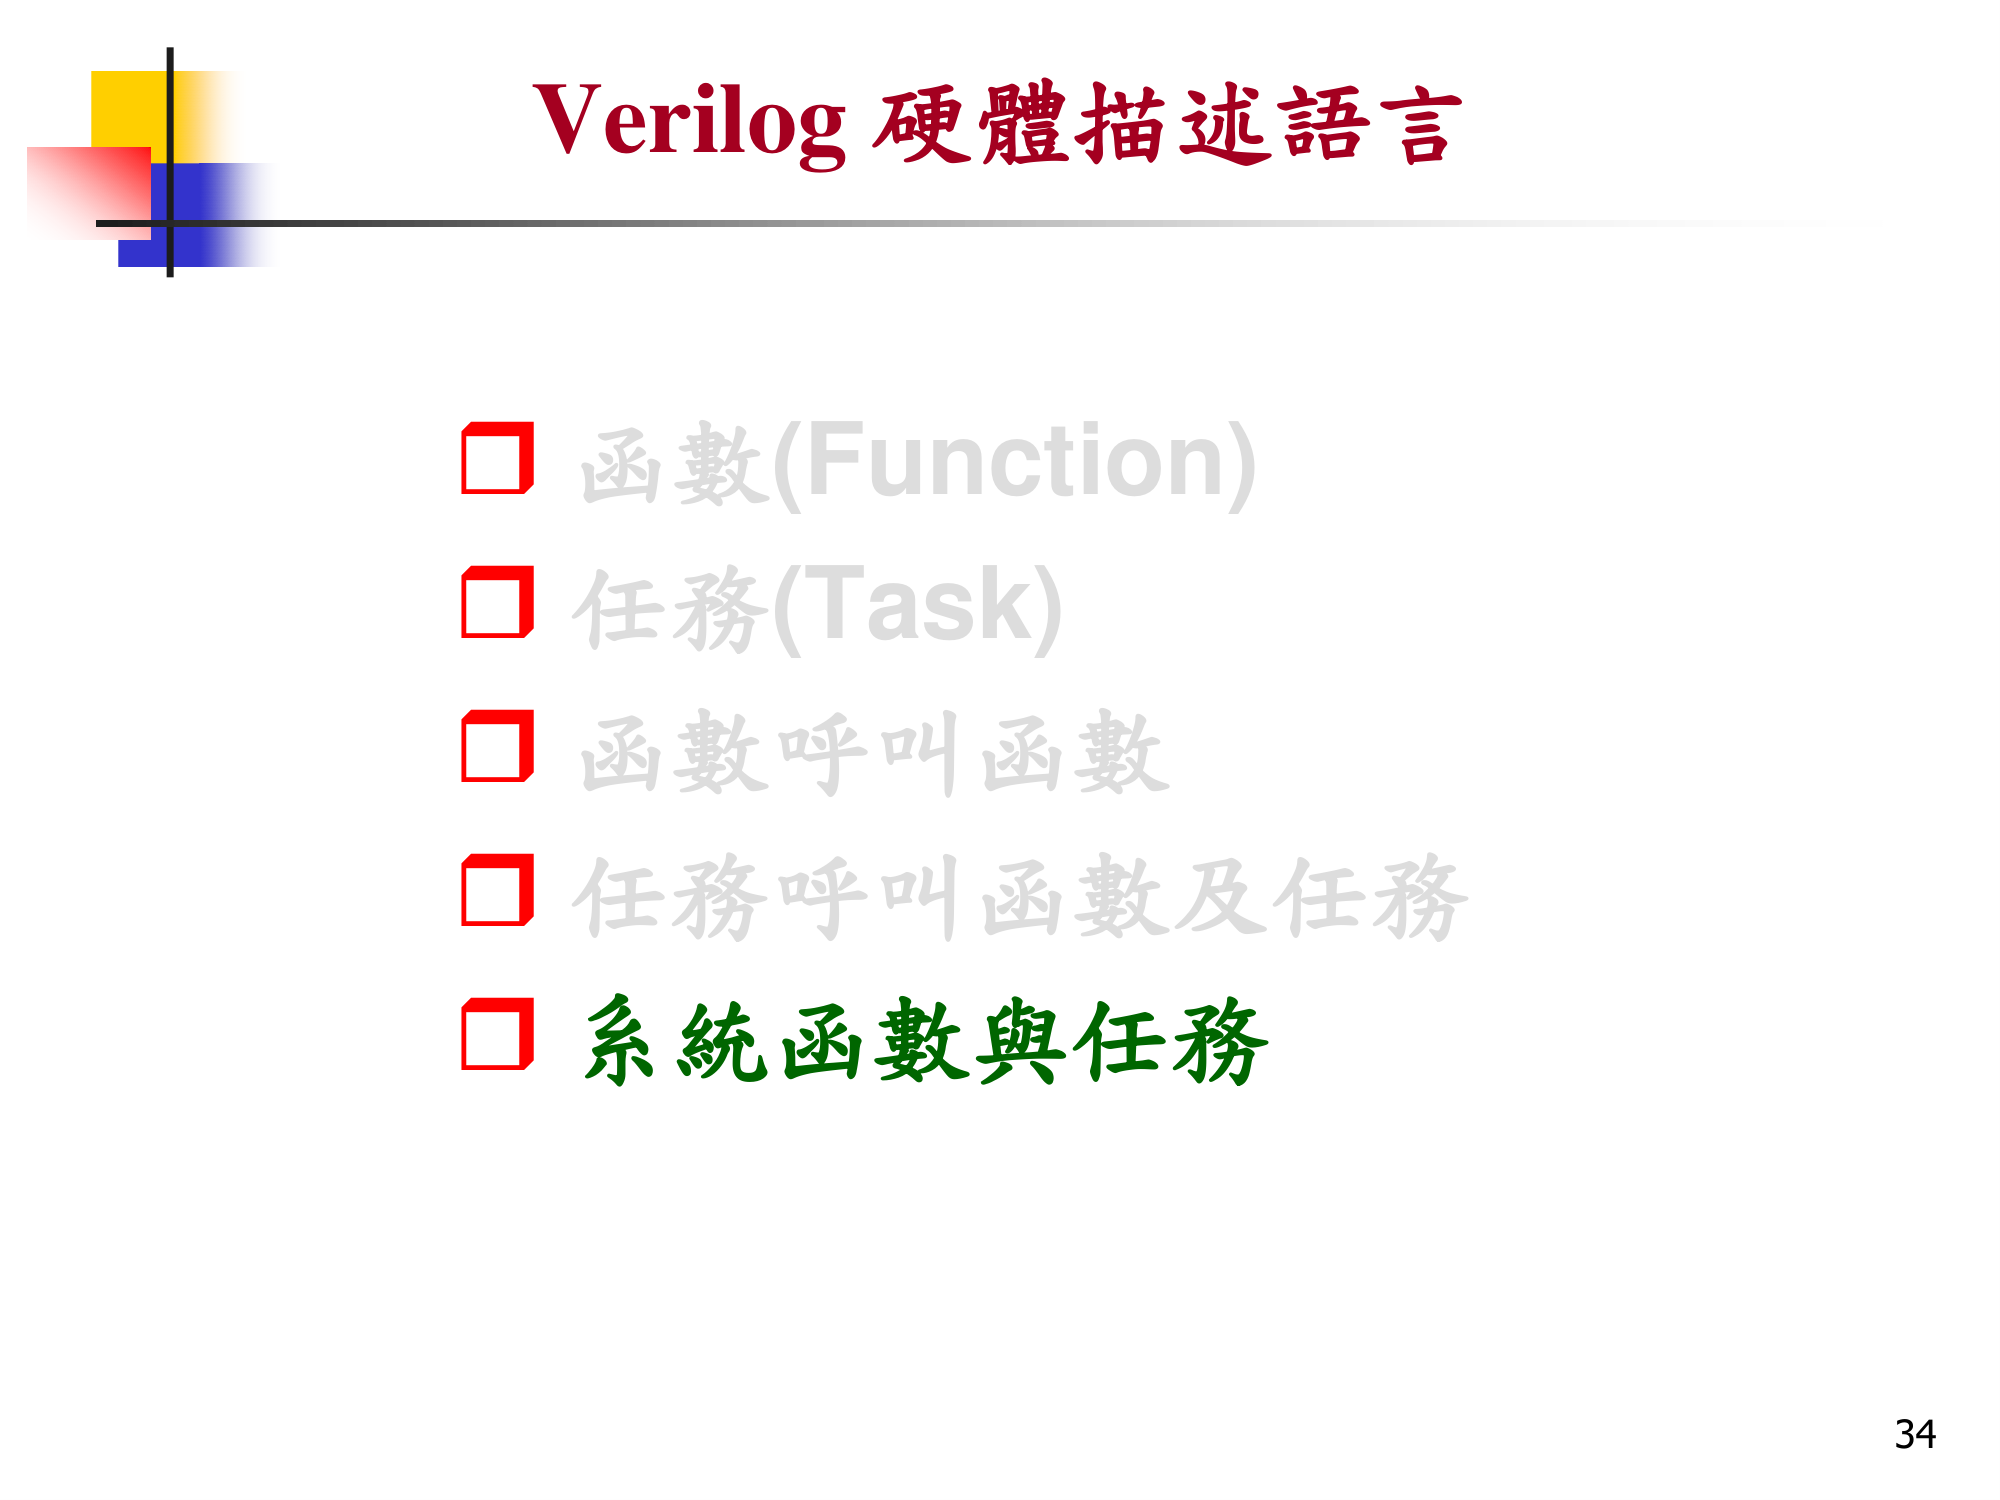 Verilog 硬體描述語言
函數(Function)
任務(Task)
函數呼叫函數
任務呼叫函數及任務
系統函數與任務
34